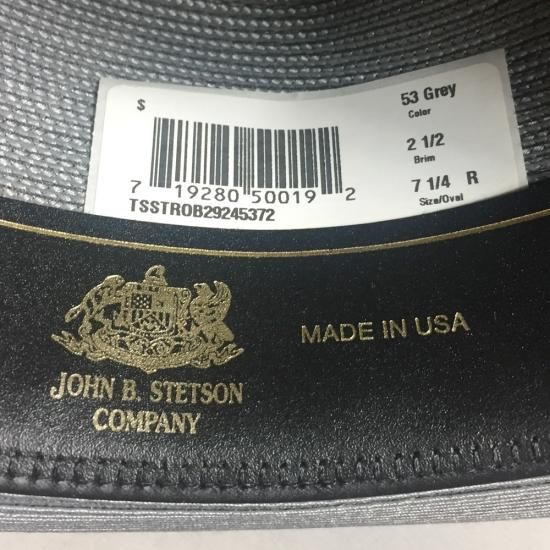 $
53 Grey
Color
2 1/2
Brim
7 1/4 R
Size/Oval
7 19280 50019 2
TSSTROB29245372
JOHN B. STETSON
COMPANY
MADE IN USA